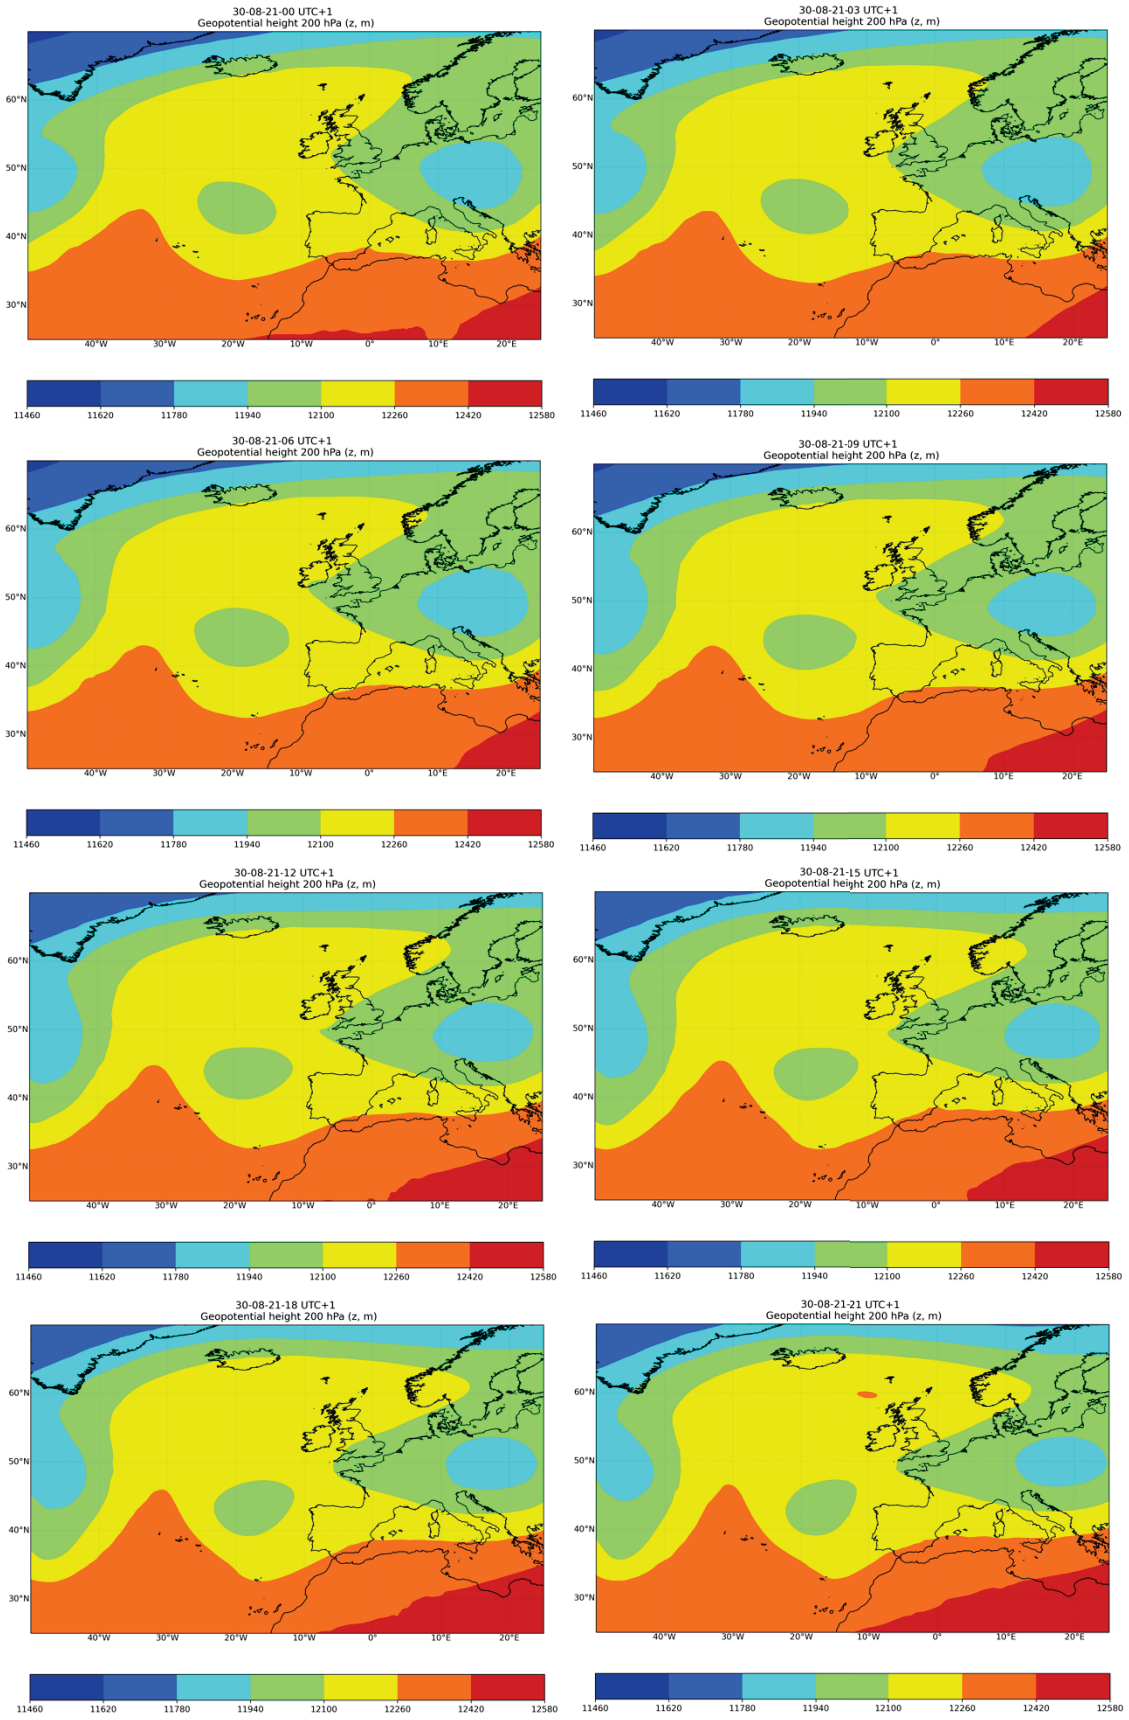 30-08-21-00 UTC+1
Geopotential height 200 hPa (z, m)
60°N
50°N
40°N
30°N
40°W 30°W 20°W 10°W 0° 10°E 20°E
11460 11620 11780 11940 12100 12260 12420 12580
30-08-21-03 UTC+1
Geopotential height 200 hPa (z, m)
60°N
50°N
40°N
30°N
40°W 30°W 20°W 10°W 0° 10°E 20°E
11460 11620 11780 11940 12100 12260 12420 12580
30-08-21-06 UTC+1
Geopotential height 200 hPa (z, m)
60°N
50°N
40°N
30°N
40°W 30°W 20°W 10°W 0° 10°E 20°E
11460 11620 11780 11940 12100 12260 12420 12580
30-08-21-09 UTC+1
Geopotential height 200 hPa (z, m)
60°N
50°N
40°N
30°N
40°W 30°W 20°W 10°W 0° 10°E 20°E
11460 11620 11780 11940 12100 12260 12420 12580
30-08-21-12 UTC+1
Geopotential height 200 hPa (z, m)
60°N
50°N
40°N
30°N
40°W 30°W 20°W 10°W 0° 10°E 20°E
11460 11620 11780 11940 12100 12260 12420 12580
30-08-21-15 UTC+1
Geopotential height 200 hPa (z, m)
60°N
50°N
40°N
30°N
40°W 30°W 20°W 10°W 0° 10°E 20°E
11460 11620 11780 11940 12100 12260 12420 12580
30-08-21-18 UTC+1
Geopotential height 200 hPa (z, m)
60°N
50°N
40°N
30°N
40°W 30°W 20°W 10°W 0° 10°E 20°E
11460 11620 11780 11940 12100 12260 12420 12580
30-08-21-21 UTC+1
Geopotential height 200 hPa (z, m)
60°N
50°N
40°N
30°N
40°W 30°W 20°W 10°W 0° 10°E 20°E
11460 11620 11780 11940 12100 12260 12420 12580